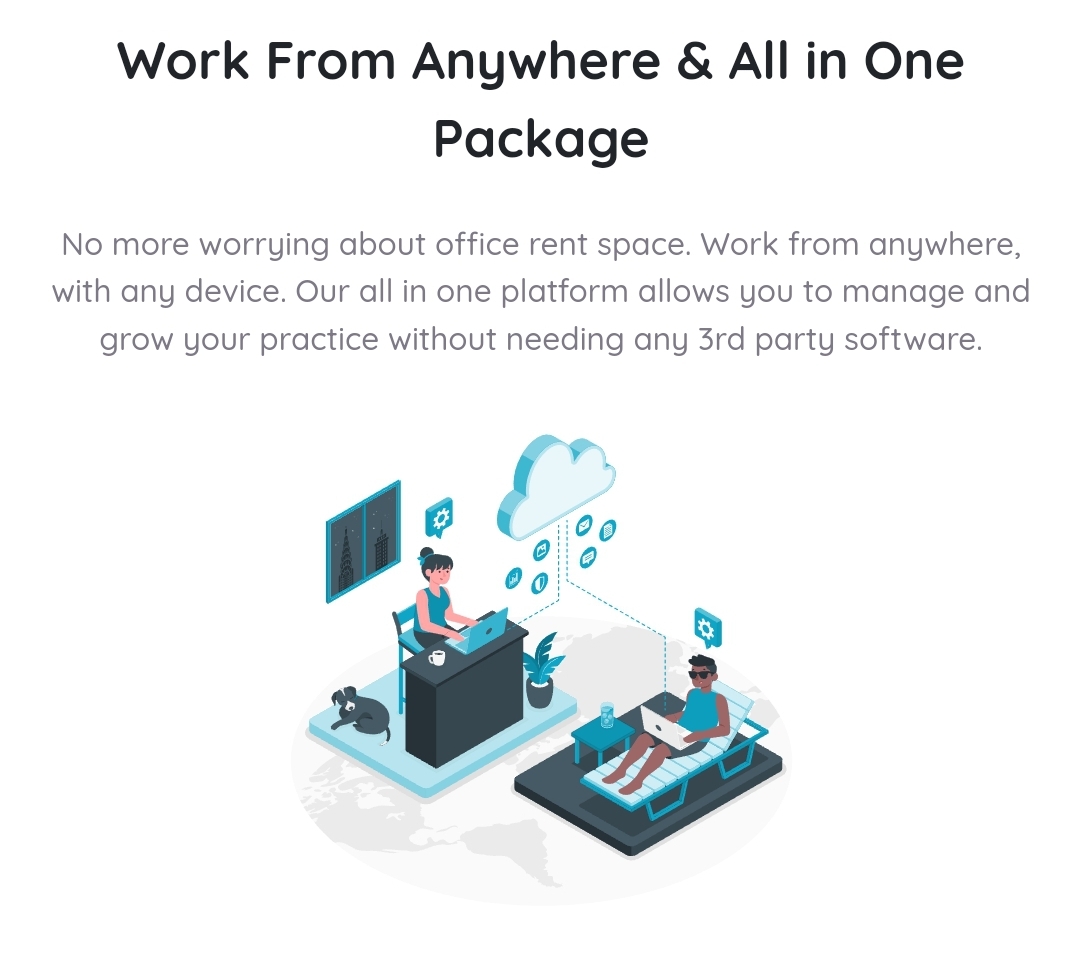 Work From Anywhere & All in One
Package
No more worrying about office rent space. Work from anywhere,
with any device. Our all in one platform allows you to manage and
grow your practice without needing any 3rd party software.